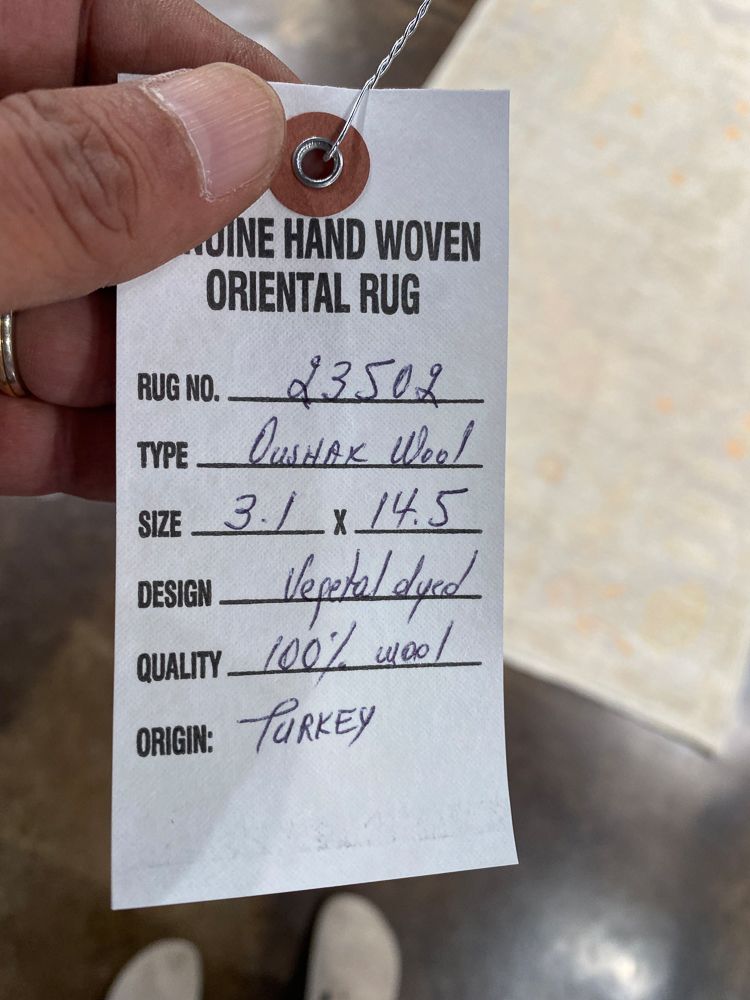 HAND WOVEN
ORIENTAL RUG
RUG NO. 23502
TYPE Oushak Wool
SIZE 3.1 X 14.5
DESIGN Vegetal dyed
QUALITY 100% wool
ORIGIN: TURKEY